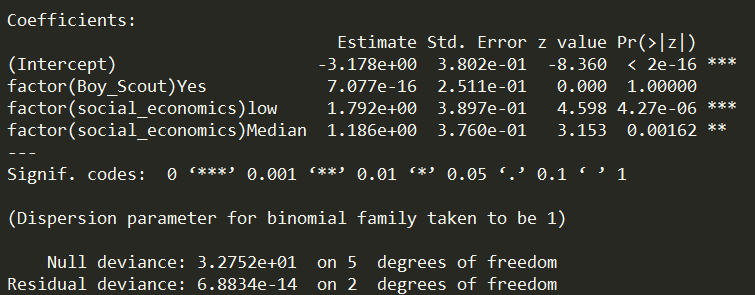 Coefficients:
Estimate Std. Error z value Pr(>|z|)
(Intercept) -3.178e+00 3.802e-01 -8.360 < 2e-16 ***
factor(Boy_Scout)Yes 7.077e-16 2.511e-01 0.000 1.00000
factor(social_economics)low 1.792e+00 3.897e-01 4.598 4.27e-06 ***
factor(social_economics)Median 1.186e+00 3.760e-01 3.153 0.00162 **
---
Signif. codes: 0 ‘***’ 0.001 ‘**’ 0.01 ‘*’ 0.05 ‘.’ 0.1 ‘ ’ 1
(Dispersion parameter for binomial family taken to be 1)
Null deviance: 3.2752e+01 on 5 degrees of freedom
Residual deviance: 6.8834e-14 on 2 degrees of freedom